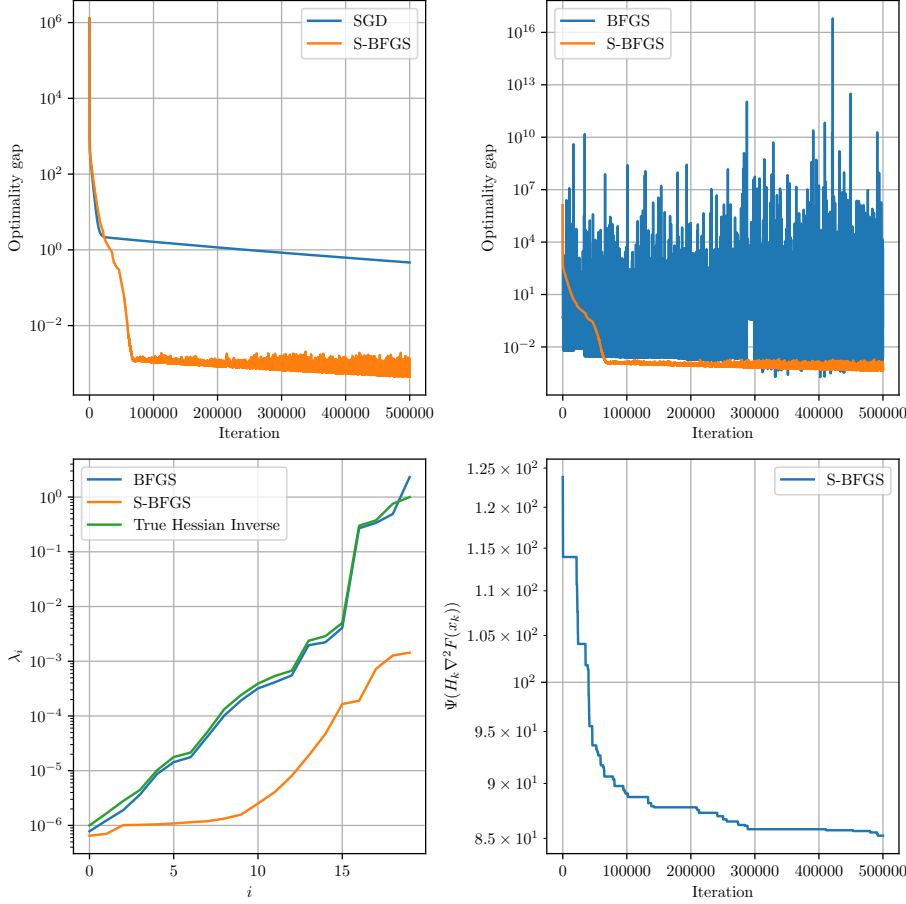 SGD
S-BFGS
10^6
10^4
10^2
10^0
10^−2
Optimality gap
0
100000
200000
300000
400000
500000
Iteration
BFGS
S-BFGS
10^16
10^13
10^10
10^7
10^4
10^1
10^−2
Optimality gap
0
100000
200000
300000
400000
500000
Iteration
BFGS
S-BFGS
True Hessian Inverse
10^0
10^−1
10^−2
10^−3
10^−4
10^−5
10^−6
λ_i
0
5
10
15
i
S-BFGS
1.25 × 10^2
1.2 × 10^2
1.15 × 10^2
1.1 × 10^2
1.05 × 10^2
10^2
9.5 × 10^1
9 × 10^1
8.5 × 10^1
Ψ(H_k∇^2F(x_k))
0
100000
200000
300000
400000
500000
Iteration